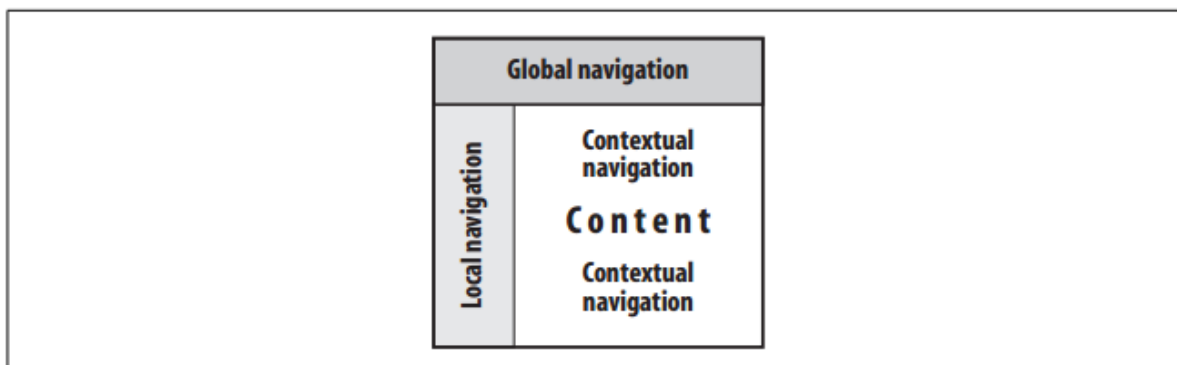 Global navigation
Local navigation
Contextual
navigation
Content
Contextual
navigation